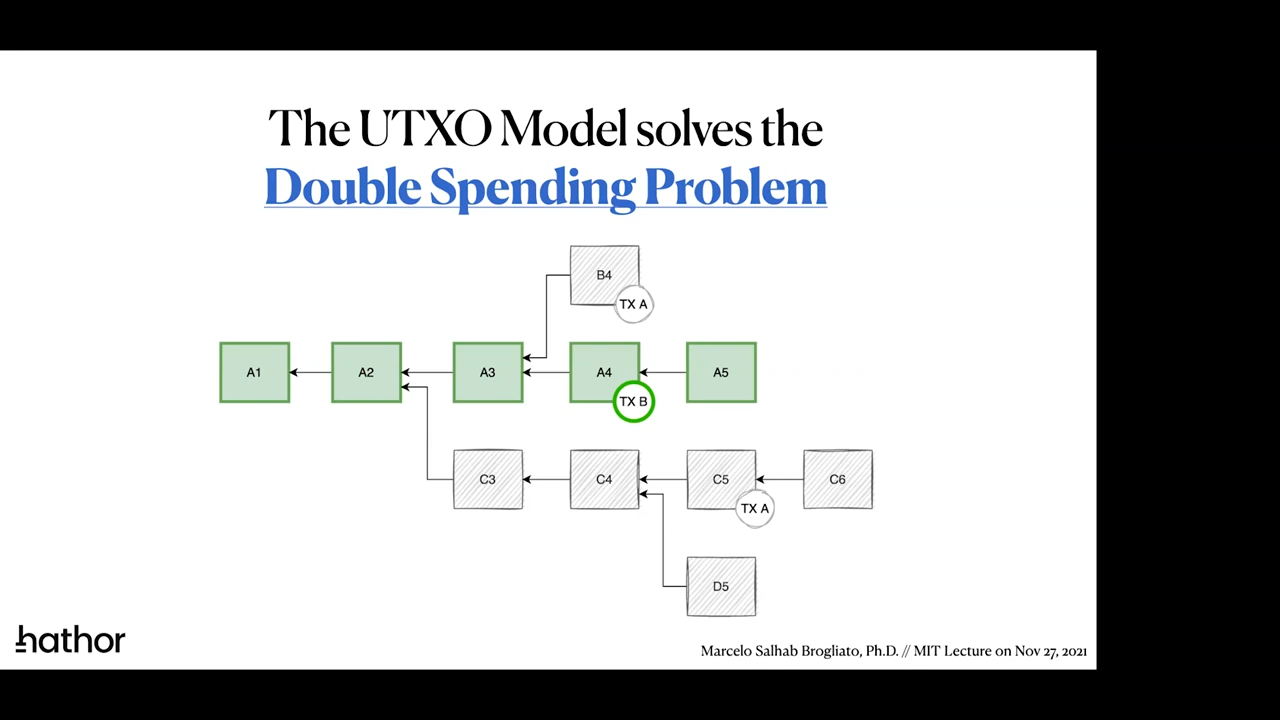 The UTXO Model solves the
Double Spending Problem
B4
TX A
A1
A2
A3
A4
A5
TX B
C3
C4
C5
C6
TX A
D5
hathor
Marcelo Salhab Brogliato, Ph.D. // MIT Lecture on Nov 27, 2021